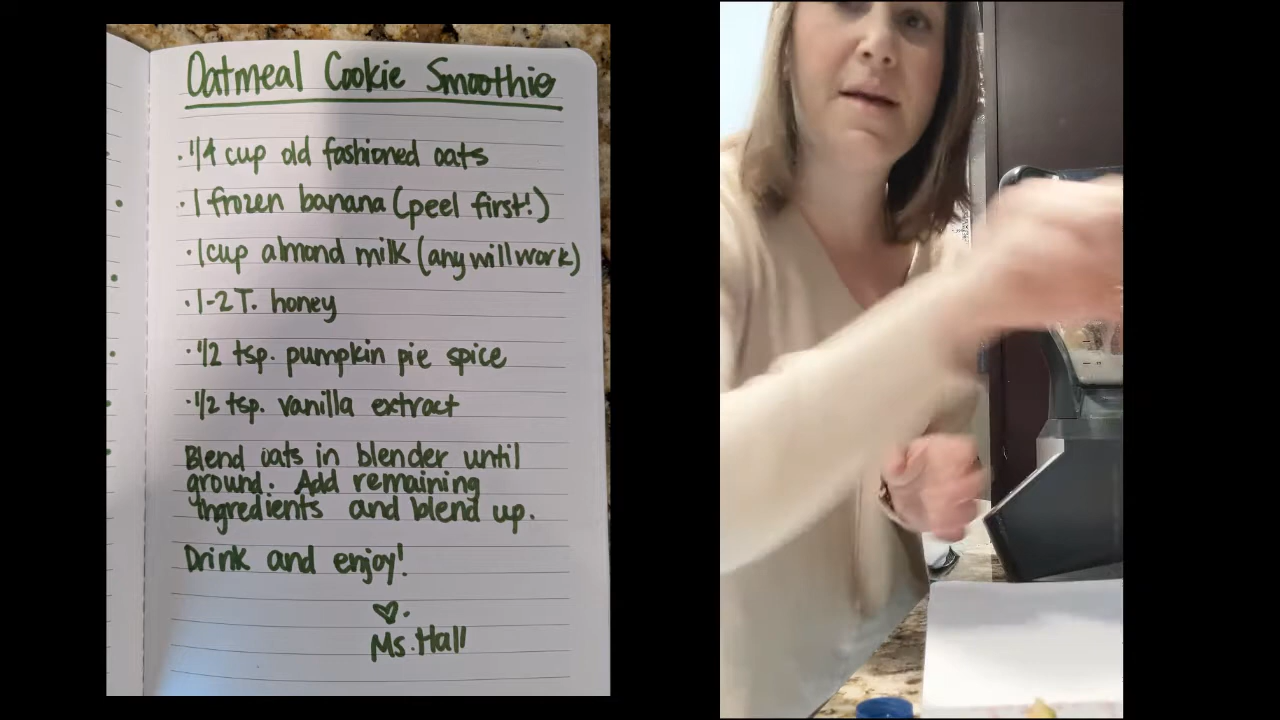 Oatmeal Cookie Smoothie
· 1/4 cup old fashioned oats
· 1 frozen banana (peel first!)
· 1 cup almond milk (any will work)
· 1-2 T. honey
· 1/2 tsp. pumpkin pie spice
· 1/2 tsp. vanilla extract
Blend oats in blender until
ground. Add remaining
ingredients and blend up.
Drink and enjoy!
♡.
Ms. Hall